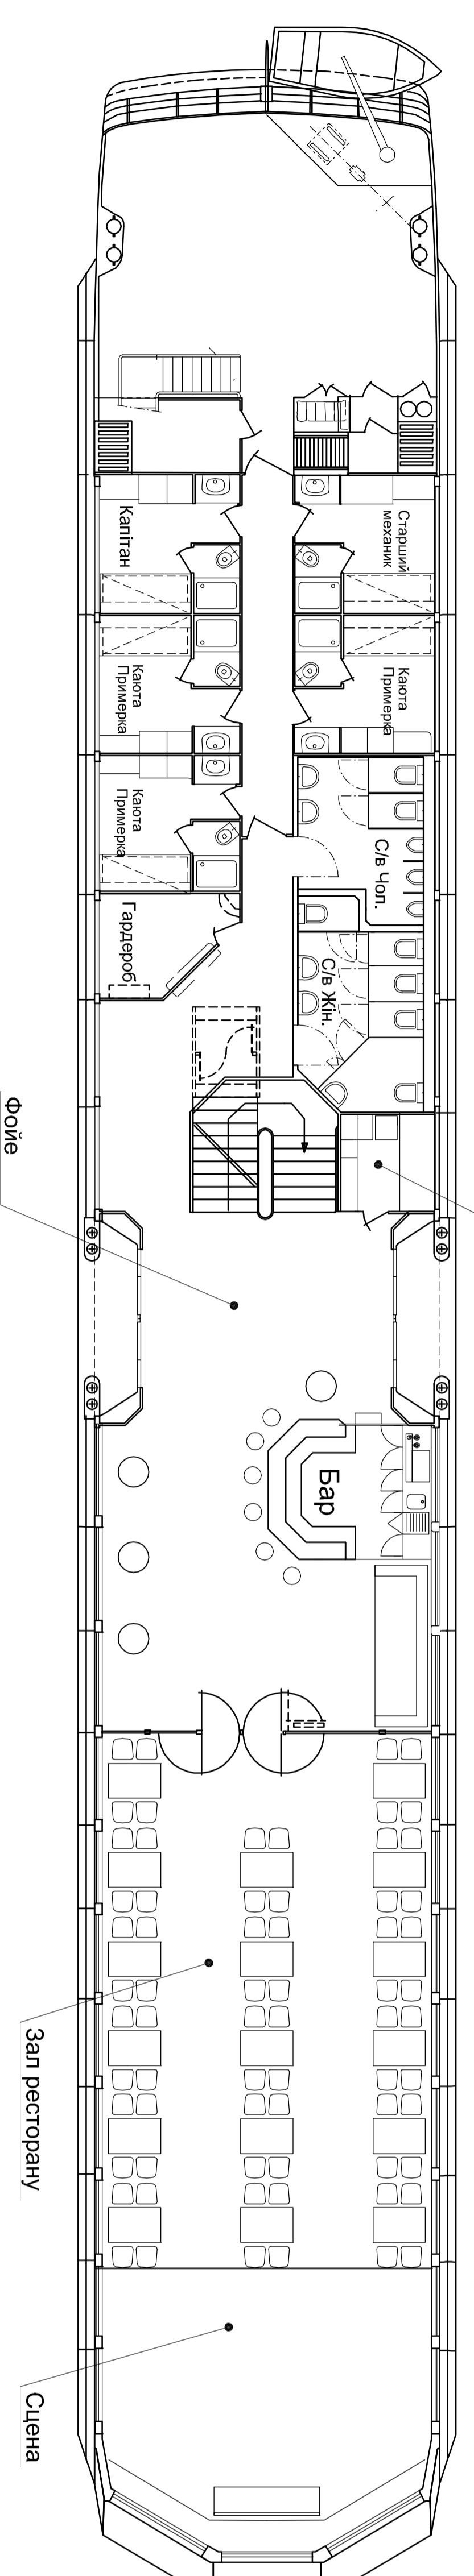 Старший
механик
Капітан
Каюта
Примерка
Каюта
Примерка
Каюта
Примерка
С/в Чол.
Гардероб
С/в Жін.
Фойе
Бар
Зал ресторану
Сцена